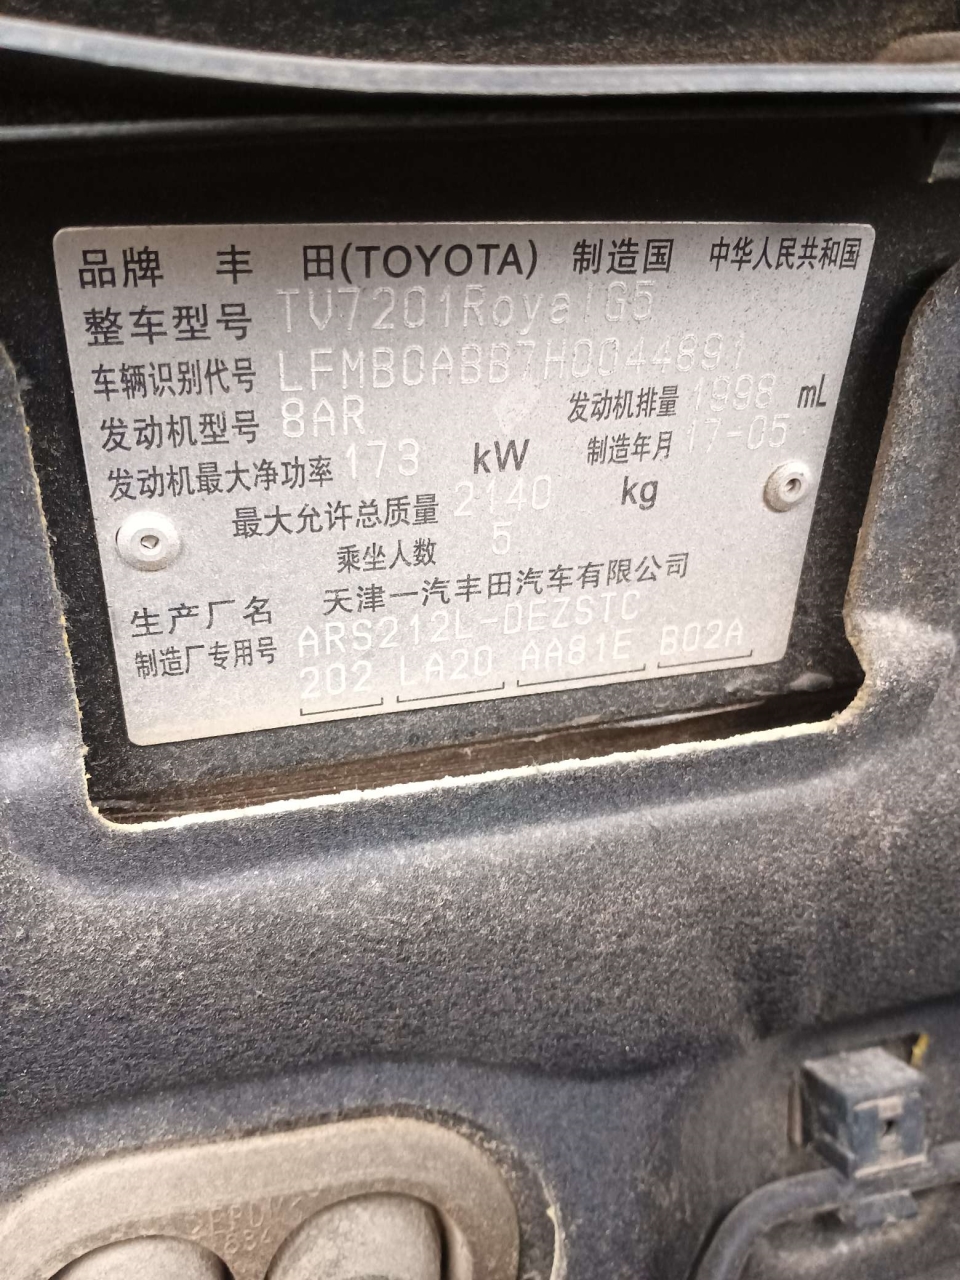 品牌 丰 田(TOYOTA) 制造国 中华人民共和国
整车型号 TV7201RoyalG5
车辆识别代号 LFMB0ABB7H0044891
发动机型号 8AR 发动机排量 1998 mL
发动机最大净功率 173 kW 制造年月 17-05
最大允许总质量 2140 kg
乘坐人数 5
生产厂名 天津一汽丰田汽车有限公司
制造厂专用号 ARS212L-DEZSTC
202 LA20 AA81E B02A
>EPDM<